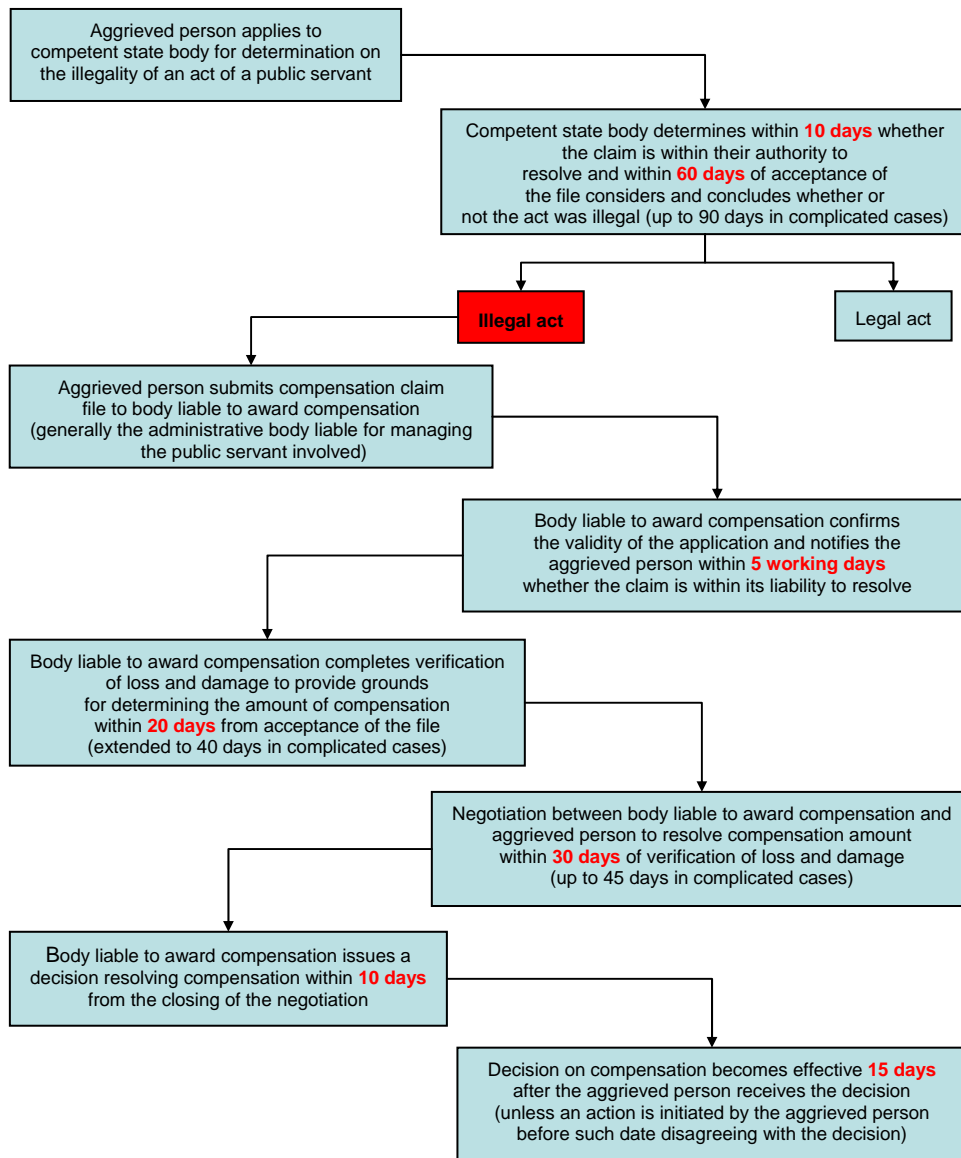 Aggrieved person applies to
competent state body for determination on
the illegality of an act of a public servant
Competent state body determines within 10 days whether
the claim is within their authority to
resolve and within 60 days of acceptance of
the file considers and concludes whether or
not the act was illegal (up to 90 days in complicated cases)
Illegal act
Legal act
Aggrieved person submits compensation claim
file to body liable to award compensation
(generally the administrative body liable for managing
the public servant involved)
Body liable to award compensation confirms
the validity of the application and notifies the
aggrieved person within 5 working days
whether the claim is within its liability to resolve
Body liable to award compensation completes verification
of loss and damage to provide grounds
for determining the amount of compensation
within 20 days from acceptance of the file
(extended to 40 days in complicated cases)
Negotiation between body liable to award compensation and
aggrieved person to resolve compensation amount
within 30 days of verification of loss and damage
(up to 45 days in complicated cases)
Body liable to award compensation issues a
decision resolving compensation within 10 days
from the closing of the negotiation
Decision on compensation becomes effective 15 days
after the aggrieved person receives the decision
(unless an action is initiated by the aggrieved person
before such date disagreeing with the decision)